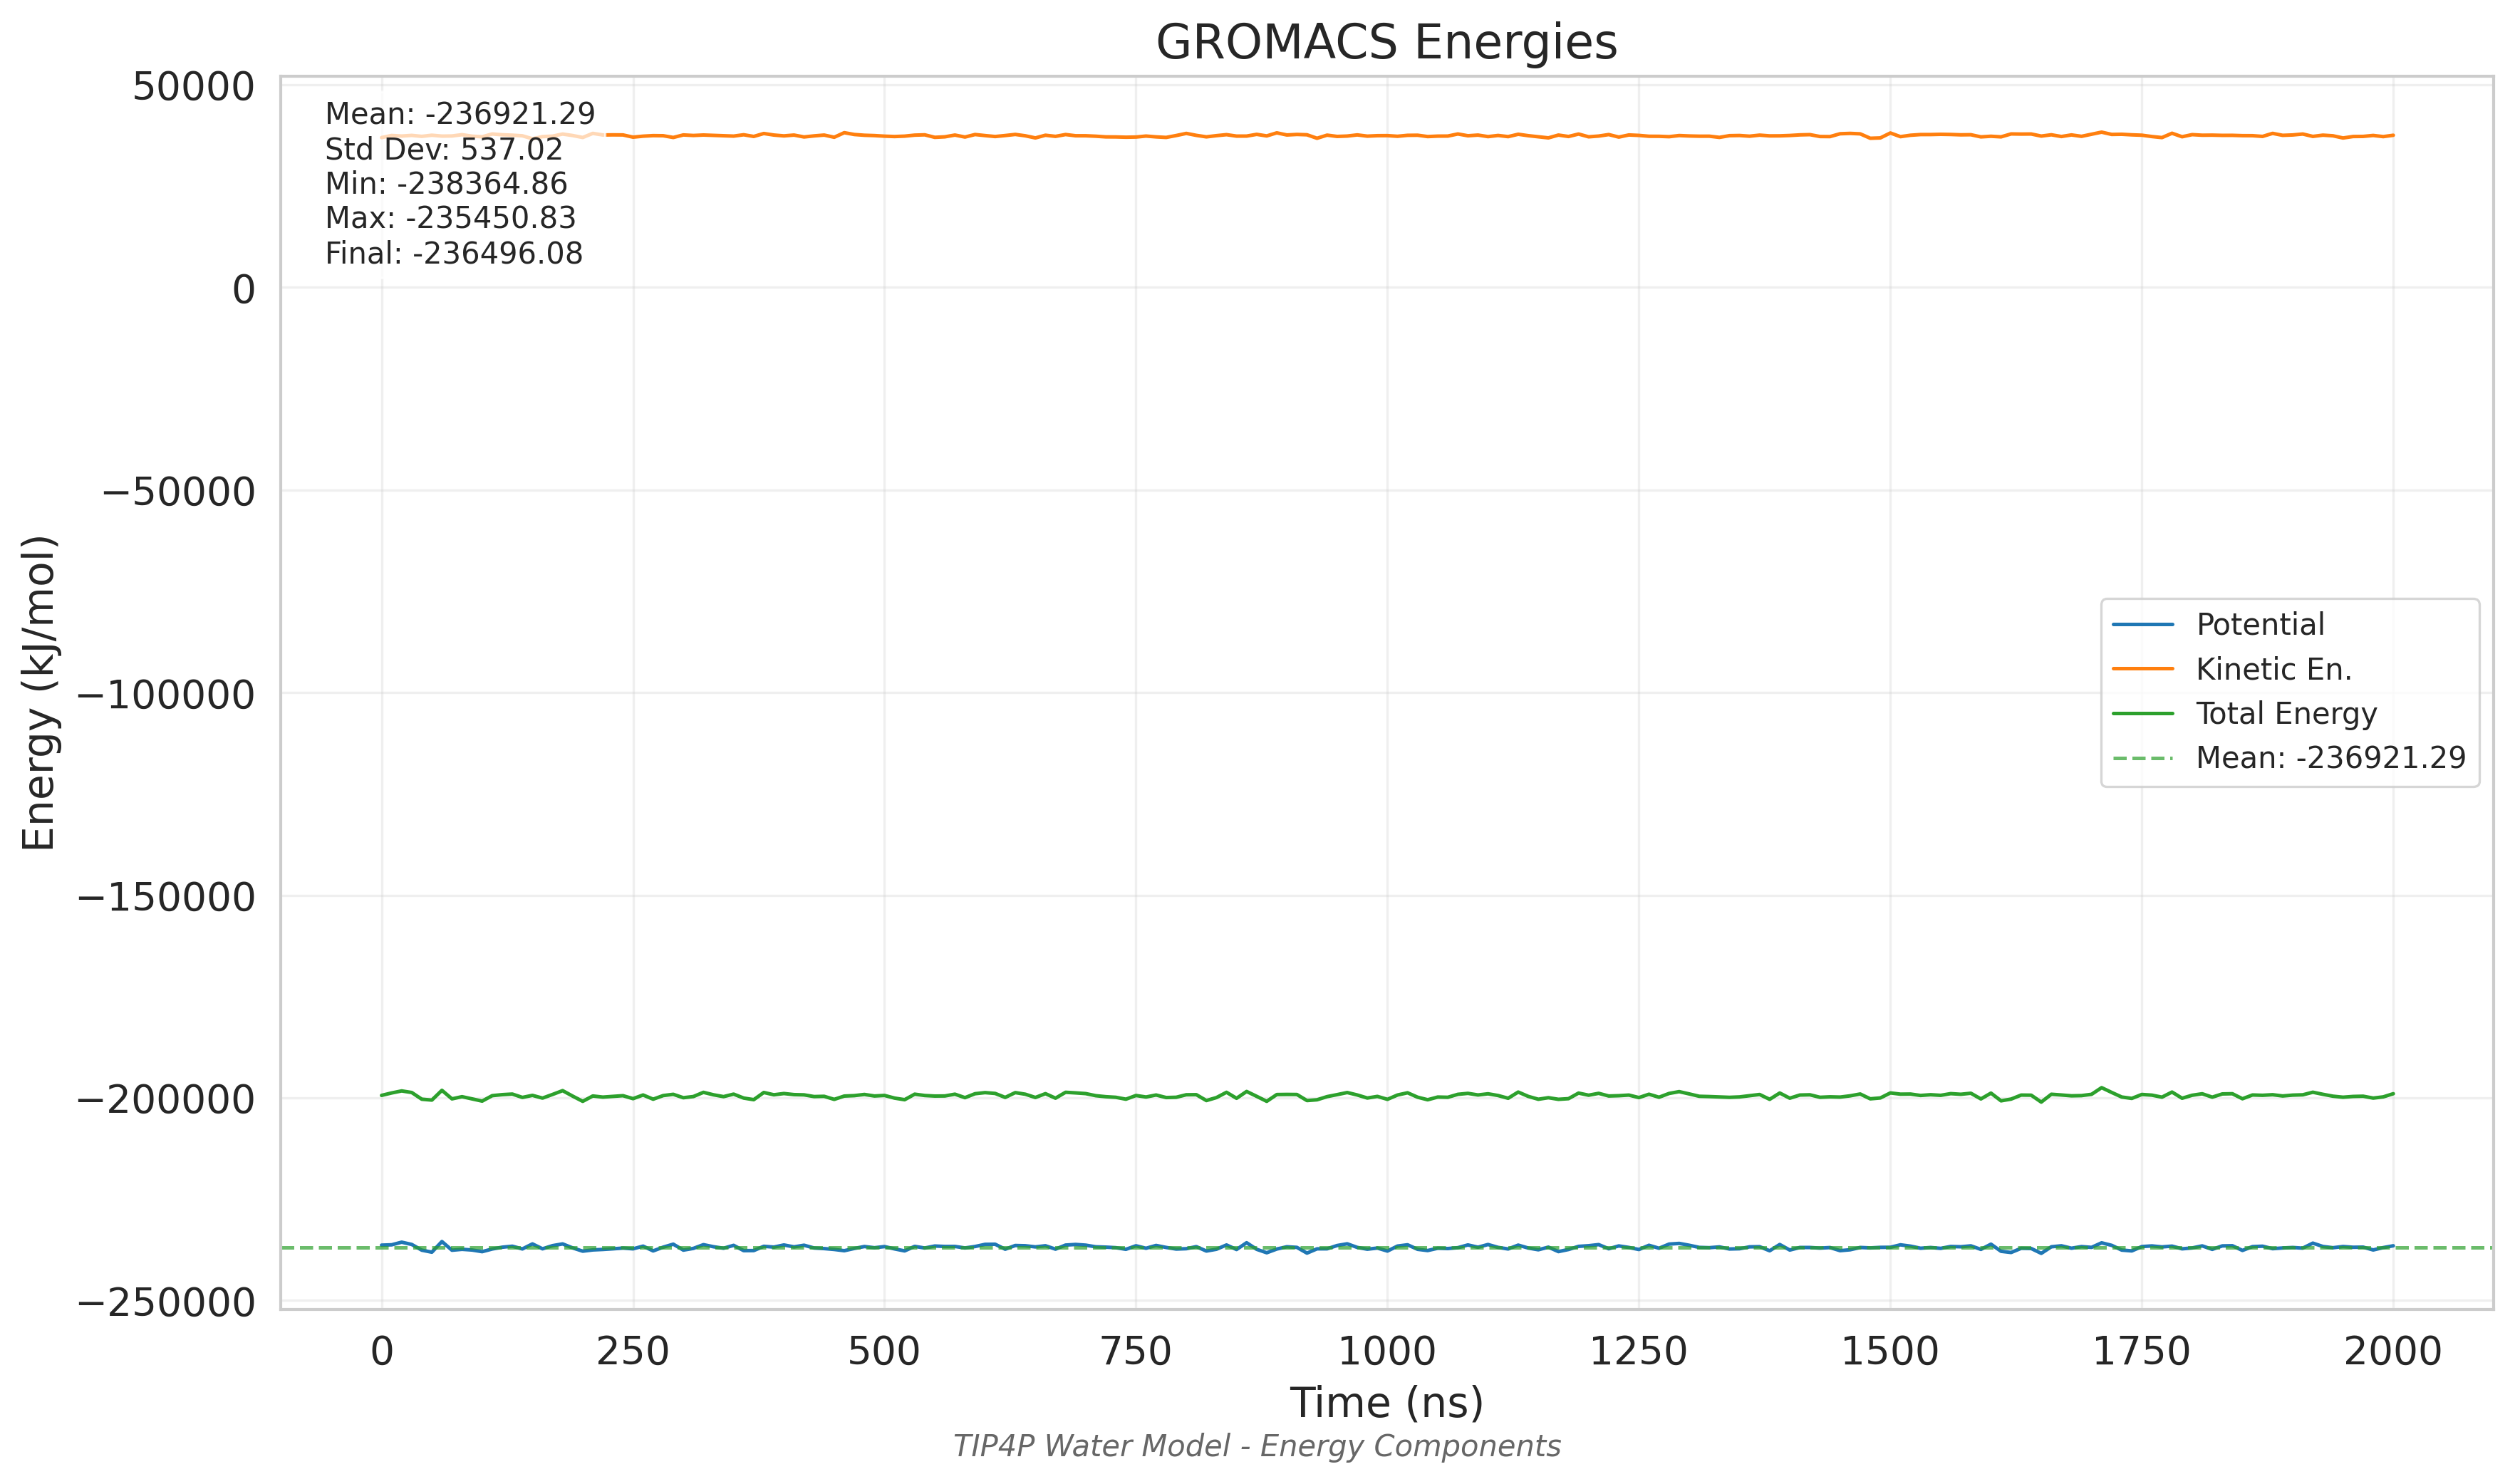 GROMACS Energies
50000
0
−50000
−100000
−150000
−200000
−250000
Energy (kJ/mol)
Mean: -236921.29
Std Dev: 537.02
Min: -238364.86
Max: -235450.83
Final: -236496.08
Potential
Kinetic En.
Total Energy
Mean: -236921.29
0 250 500 750 1000 1250 1500 1750 2000
Time (ns)
TIP4P Water Model - Energy Components